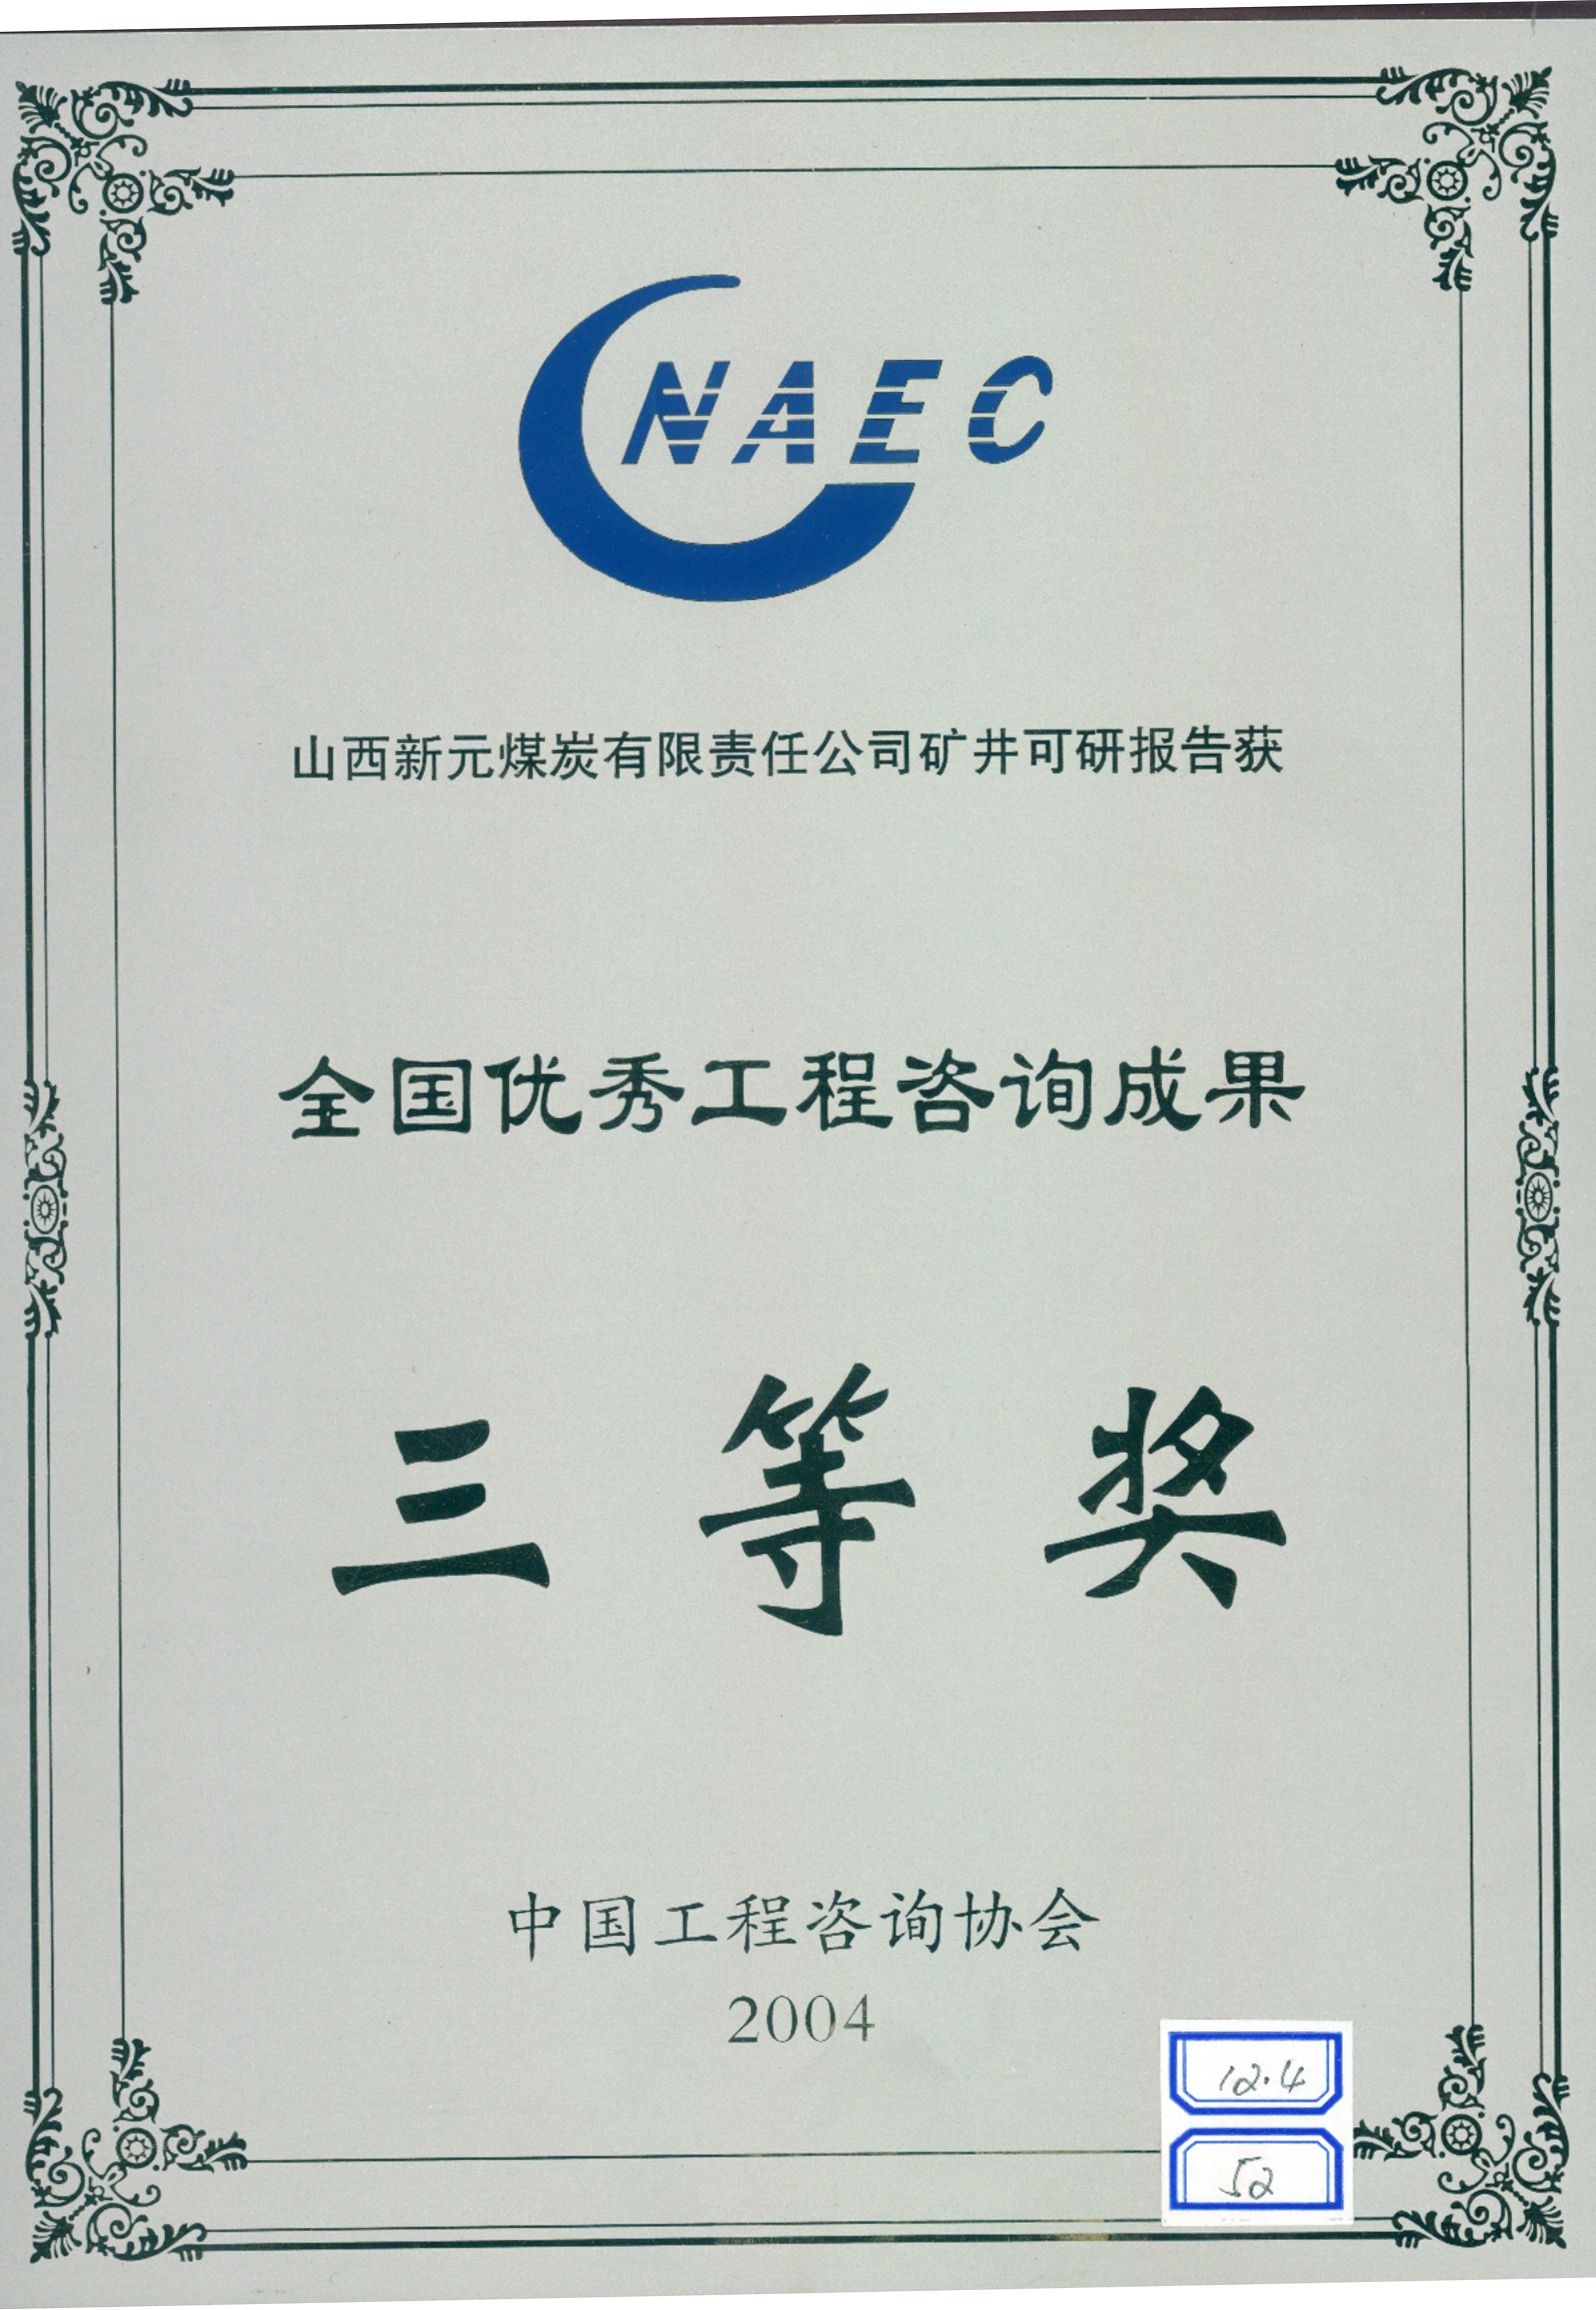 CNAEC
山西新元煤炭有限责任公司矿井可研报告获
全国优秀工程咨询成果
三等奖
中国工程咨询协会
2004
12.4
52